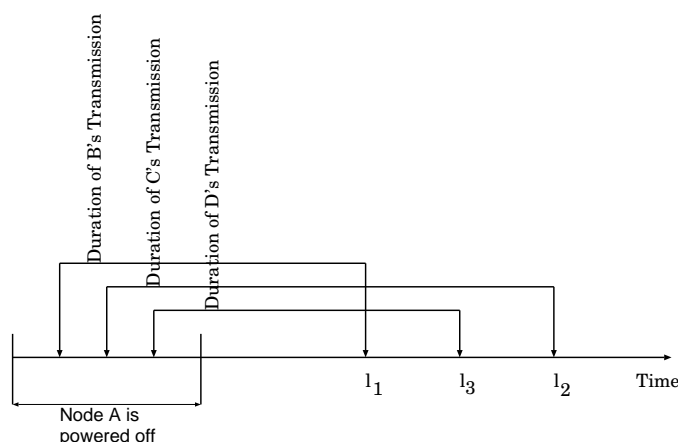 Duration of B's Transmission
Duration of C's Transmission
Duration of D's Transmission
l1
l3
l2
Time
Node A is
powered off